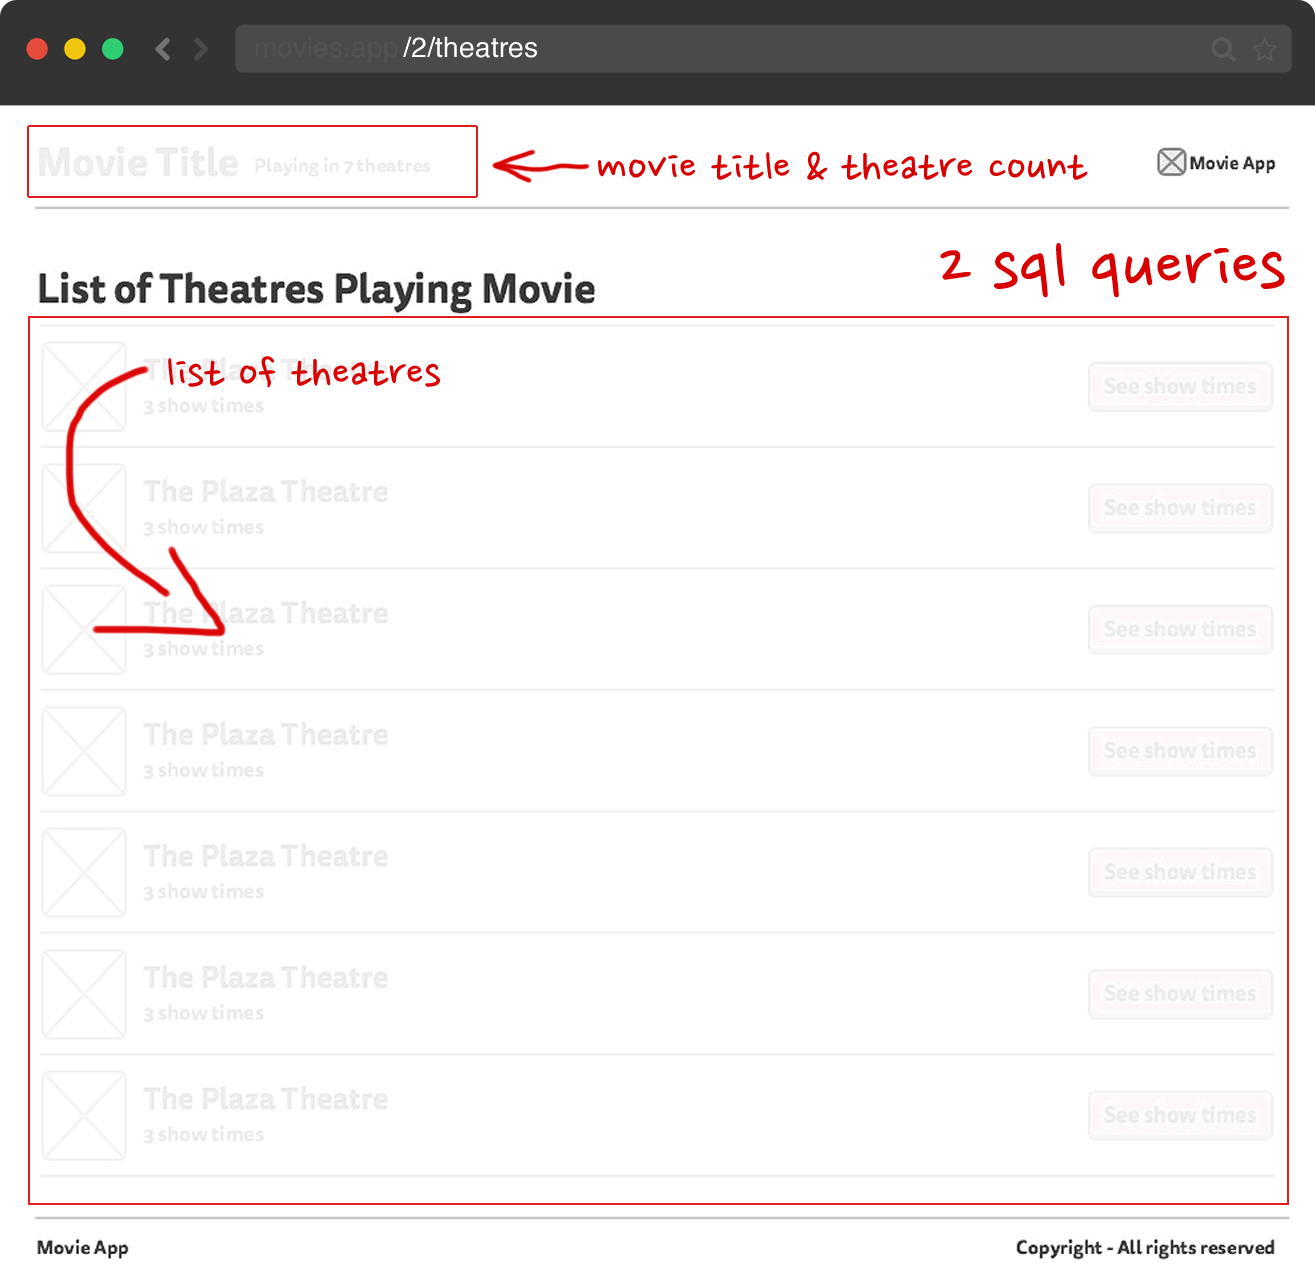 movies.app/2/theatres
Movie Title Playing in 7 theatres
movie title & theatre count
Movie App
2 sql queries
List of Theatres Playing Movie
list of theatres
3 show times
See show times
The Plaza Theatre
3 show times
See show times
The Plaza Theatre
3 show times
See show times
The Plaza Theatre
3 show times
See show times
The Plaza Theatre
3 show times
See show times
The Plaza Theatre
3 show times
See show times
The Plaza Theatre
3 show times
See show times
Movie App
Copyright - All rights reserved